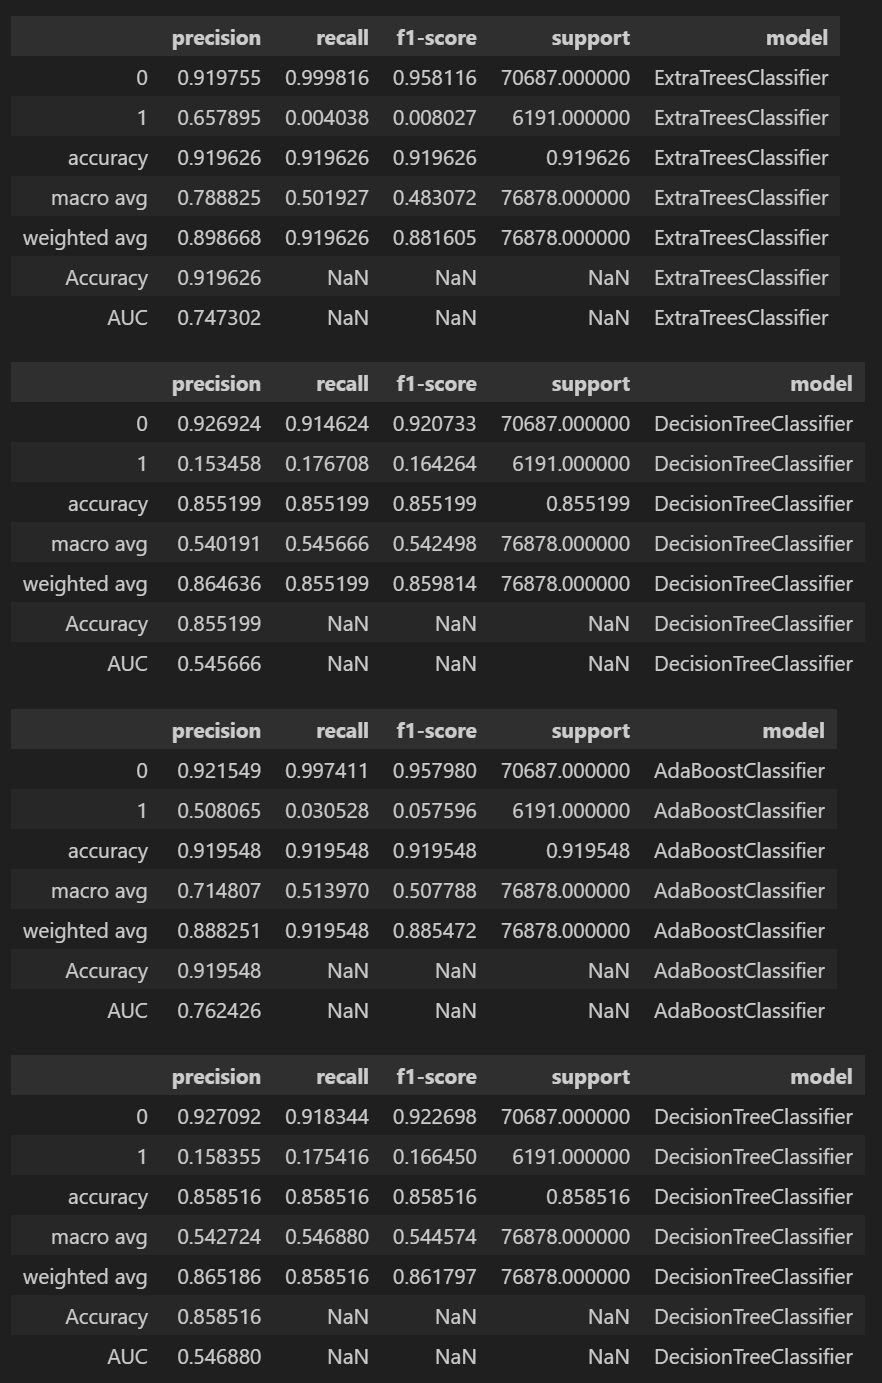 precision recall f1-score support model
0 0.919755 0.999816 0.958116 70687.000000 ExtraTreesClassifier
1 0.657895 0.004038 0.008027 6191.000000 ExtraTreesClassifier
accuracy 0.919626 0.919626 0.919626 0.919626 ExtraTreesClassifier
macro avg 0.788825 0.501927 0.483072 76878.000000 ExtraTreesClassifier
weighted avg 0.898668 0.919626 0.881605 76878.000000 ExtraTreesClassifier
Accuracy 0.919626 NaN NaN NaN ExtraTreesClassifier
AUC 0.747302 NaN NaN NaN ExtraTreesClassifier
precision recall f1-score support model
0 0.926924 0.914624 0.920733 70687.000000 DecisionTreeClassifier
1 0.153458 0.176708 0.164264 6191.000000 DecisionTreeClassifier
accuracy 0.855199 0.855199 0.855199 0.855199 DecisionTreeClassifier
macro avg 0.540191 0.545666 0.542498 76878.000000 DecisionTreeClassifier
weighted avg 0.864636 0.855199 0.859814 76878.000000 DecisionTreeClassifier
Accuracy 0.855199 NaN NaN NaN DecisionTreeClassifier
AUC 0.545666 NaN NaN NaN DecisionTreeClassifier
precision recall f1-score support model
0 0.921549 0.997411 0.957980 70687.000000 AdaBoostClassifier
1 0.508065 0.030528 0.057596 6191.000000 AdaBoostClassifier
accuracy 0.919548 0.919548 0.919548 0.919548 AdaBoostClassifier
macro avg 0.714807 0.513970 0.507788 76878.000000 AdaBoostClassifier
weighted avg 0.888251 0.919548 0.885472 76878.000000 AdaBoostClassifier
Accuracy 0.919548 NaN NaN NaN AdaBoostClassifier
AUC 0.762426 NaN NaN NaN AdaBoostClassifier
precision recall f1-score support model
0 0.927092 0.918344 0.922698 70687.000000 DecisionTreeClassifier
1 0.158355 0.175416 0.166450 6191.000000 DecisionTreeClassifier
accuracy 0.858516 0.858516 0.858516 0.858516 DecisionTreeClassifier
macro avg 0.542724 0.546880 0.544574 76878.000000 DecisionTreeClassifier
weighted avg 0.865186 0.858516 0.861797 76878.000000 DecisionTreeClassifier
Accuracy 0.858516 NaN NaN NaN DecisionTreeClassifier
AUC 0.546880 NaN NaN NaN DecisionTreeClassifier